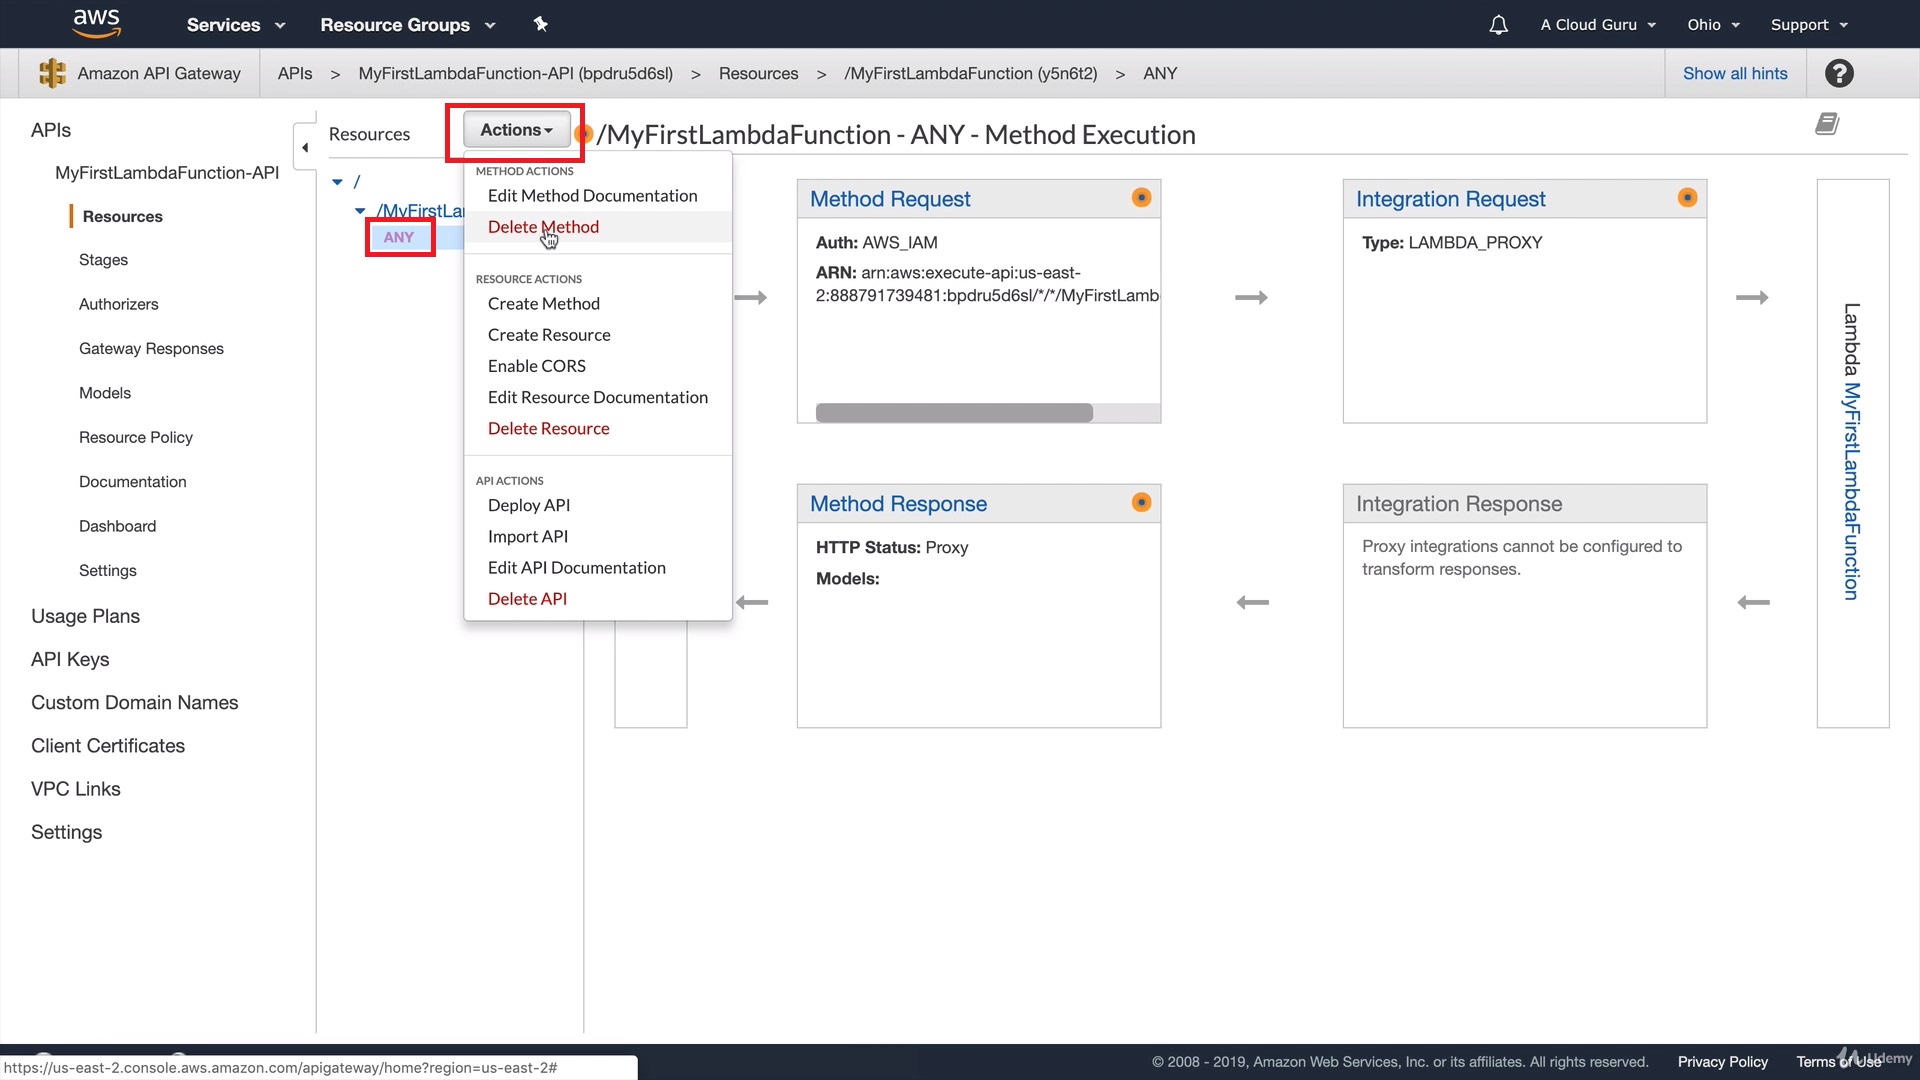 aws
Services
Resource Groups
A Cloud Guru
Ohio
Support
Amazon API Gateway
APIs > MyFirstLambdaFunction-API (bpdru5d6sl) > Resources > /MyFirstLambdaFunction (y5n6t2) > ANY
Show all hints
?
APIs
MyFirstLambdaFunction-API
Resources
Stages
Authorizers
Gateway Responses
Models
Resource Policy
Documentation
Dashboard
Settings
Usage Plans
API Keys
Custom Domain Names
Client Certificates
VPC Links
Settings
Resources
Actions
/
/MyFirstLa
ANY
METHOD ACTIONS
Edit Method Documentation
Delete Method
RESOURCE ACTIONS
Create Method
Create Resource
Enable CORS
Edit Resource Documentation
Delete Resource
API ACTIONS
Deploy API
Import API
Edit API Documentation
Delete API
/MyFirstLambdaFunction - ANY - Method Execution
Method Request
Auth: AWS_IAM
ARN: arn:aws:execute-api:us-east-
2:888791739481:bpdru5d6sl/*/*/MyFirstLamb
Integration Request
Type: LAMBDA_PROXY
Method Response
HTTP Status: Proxy
Models:
Integration Response
Proxy integrations cannot be configured to
transform responses.
Lambda MyFirstLambdaFunction
https://us-east-2.console.aws.amazon.com/apigateway/home?region=us-east-2#
© 2008 - 2019, Amazon Web Services, Inc. or its affiliates. All rights reserved.
Privacy Policy
Terms of Use
Udemy